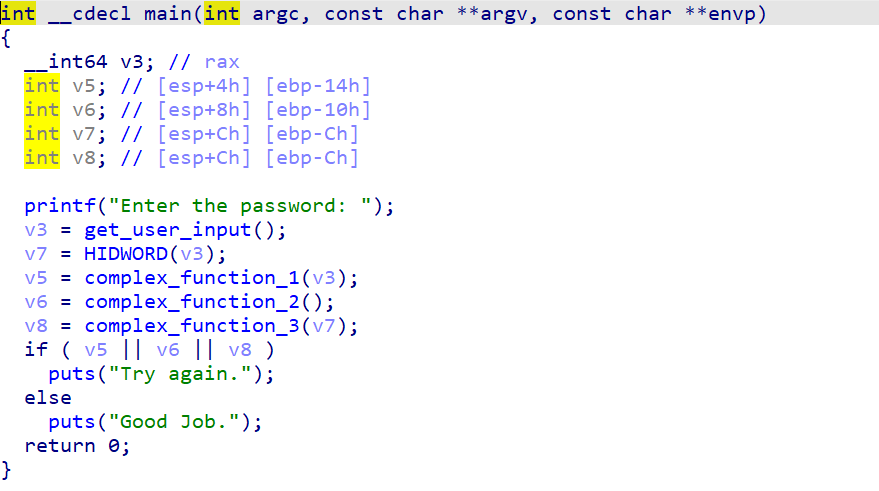 int __cdecl main(int argc, const char **argv, const char **envp)
{
  __int64 v3; // rax
  int v5; // [esp+4h] [ebp-14h]
  int v6; // [esp+8h] [ebp-10h]
  int v7; // [esp+Ch] [ebp-Ch]
  int v8; // [esp+Ch] [ebp-Ch]

  printf("Enter the password: ");
  v3 = get_user_input();
  v7 = HIDWORD(v3);
  v5 = complex_function_1(v3);
  v6 = complex_function_2();
  v8 = complex_function_3(v7);
  if ( v5 || v6 || v8 )
    puts("Try again.");
  else
    puts("Good Job.");
  return 0;
}